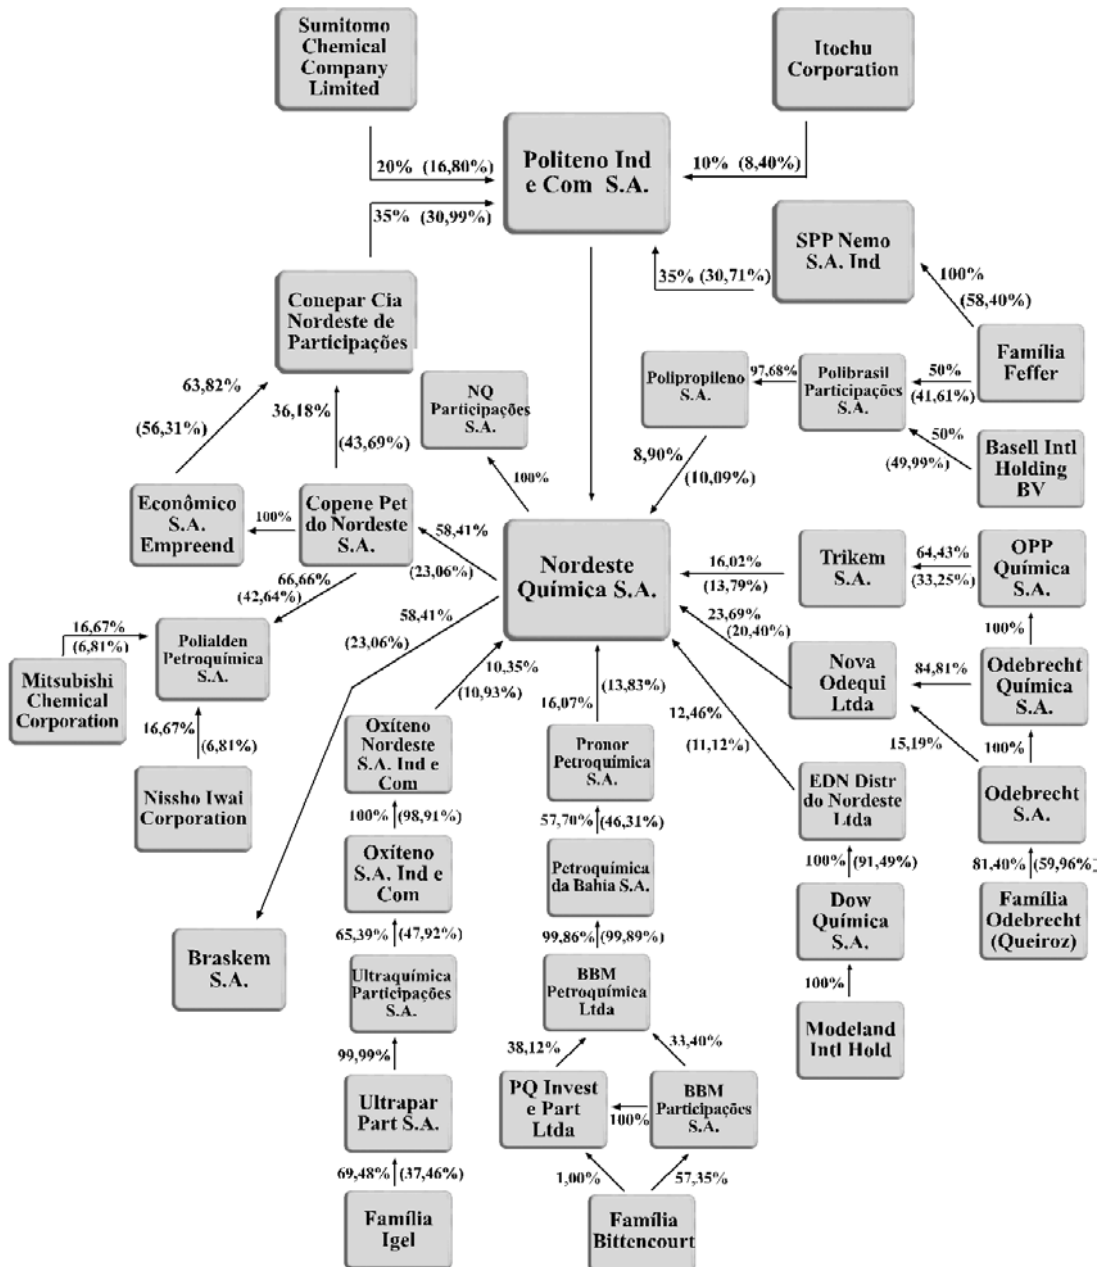 Sumitomo
Chemical
Company
Limited
Itochu
Corporation
20% (16,80%)
Politeno Ind
e Com S.A.
10% (8,40%)
35% (30,99%)
SPP Nemo
S.A. Ind
35% (30,71%)
100%
(58,40%)
Conepar Cia
Nordeste de
Participações
Família
Feffer
63,82%
(56,31%)
36,18%
(43,69%)
NQ
Participações
S.A.
Polipropileno
S.A.
97,68%
Polibrasil
Participações
S.A.
50%
(41,61%)
50%
(49,99%)
Basell Intl
Holding
BV
8,90%
(10,09%)
100%
Econômico
S.A.
Empreend
100%
Copene Pet
do Nordeste
S.A.
58,41%
(23,06%)
Nordeste
Química S.A.
16,02%
(13,79%)
Trikem
S.A.
64,43%
(33,25%)
OPP
Química
S.A.
66,66%
(42,64%)
58,41%
(23,06%)
23,69%
(20,40%)
100%
16,67%
(6,81%)
Polialden
Petroquímica
S.A.
Mitsubishi
Chemical
Corporation
16,67%
(6,81%)
Nissho Iwai
Corporation
10,35%
(10,93%)
(13,83%)
16,07%
12,46%
(11,12%)
Nova
Odequi
Ltda
84,81%
Odebrecht
Química
S.A.
15,19%
100%
Oxíteno
Nordeste
S.A. Ind e
Com
Pronor
Petroquímica
S.A.
EDN Distr
do Nordeste
Ltda
Odebrecht
S.A.
100% (98,91%)
57,70% (46,31%)
100% (91,49%)
81,40% (59,96%)
Oxíteno
S.A. Ind e
Com
Petroquímica
da Bahia S.A.
Dow
Química
S.A.
Família
Odebrecht
(Queiroz)
65,39% (47,92%)
99,86% (99,89%)
100%
Braskem
S.A.
Ultraquímica
Participações
S.A.
BBM
Petroquímica
Ltda
Modeland
Intl Hold
99,99%
38,12%
33,40%
Ultrapar
Part S.A.
PQ Invest
e Part
Ltda
100%
BBM
Participações
S.A.
69,48% (37,46%)
1,00%
57,35%
Família
Igel
Família
Bittencourt